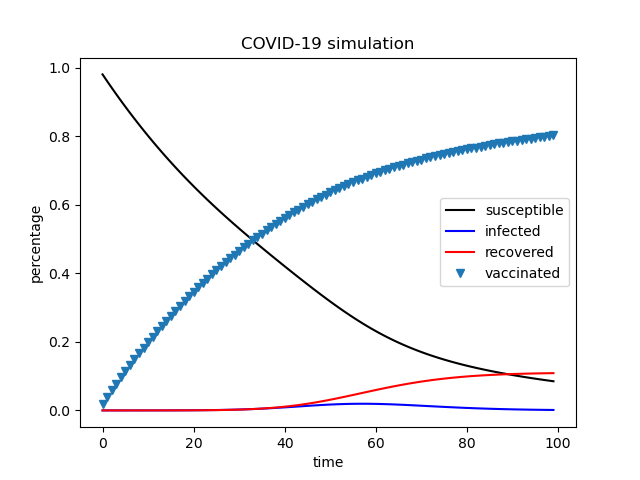 COVID-19 simulation
1.0
0.8
0.6
0.4
0.2
0.0
percentage
susceptible
infected
recovered
vaccinated
0 20 40 60 80 100
time